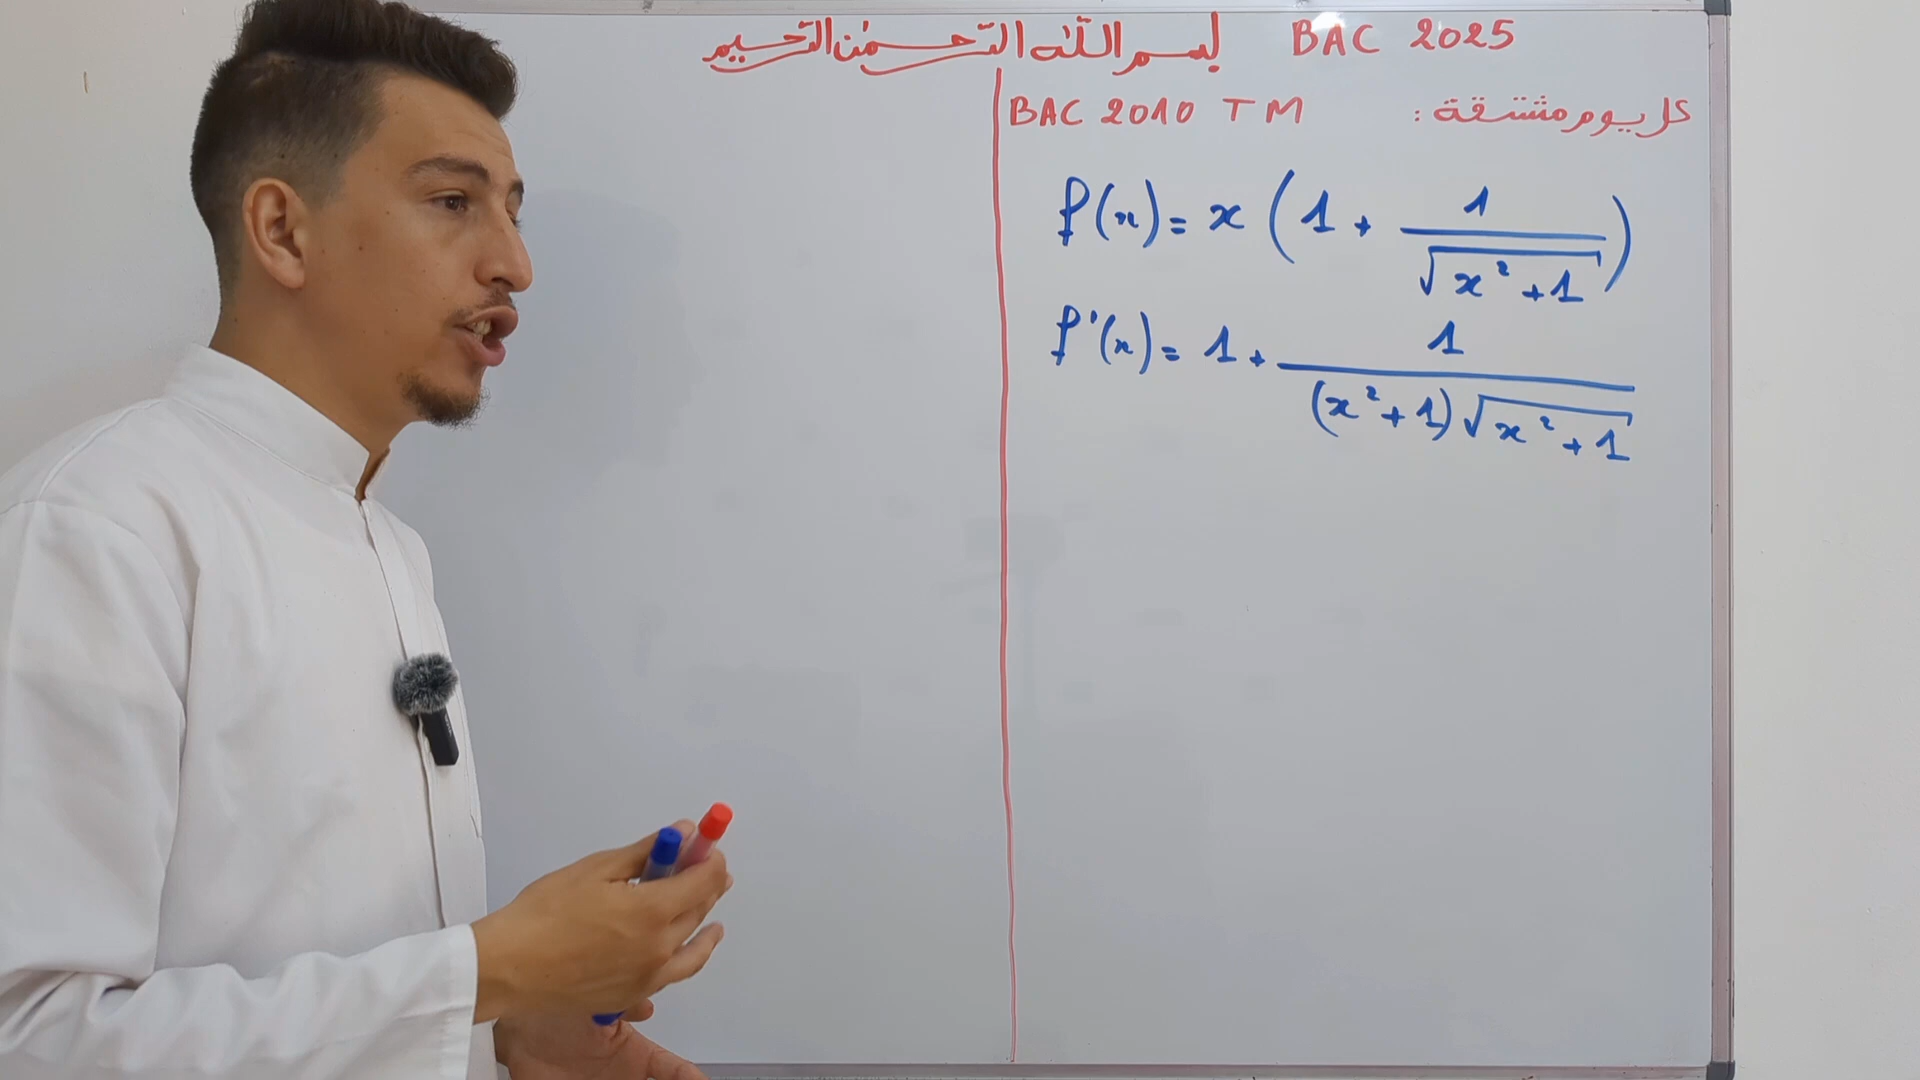 بسم الله الرحمن الرحيم BAC 2025
BAC 2010 TM كل يوم مشتقة :
f(x) = x (1 + 1/√(x²+1))
f'(x) = 1 + 1/((x²+1)√(x²+1))